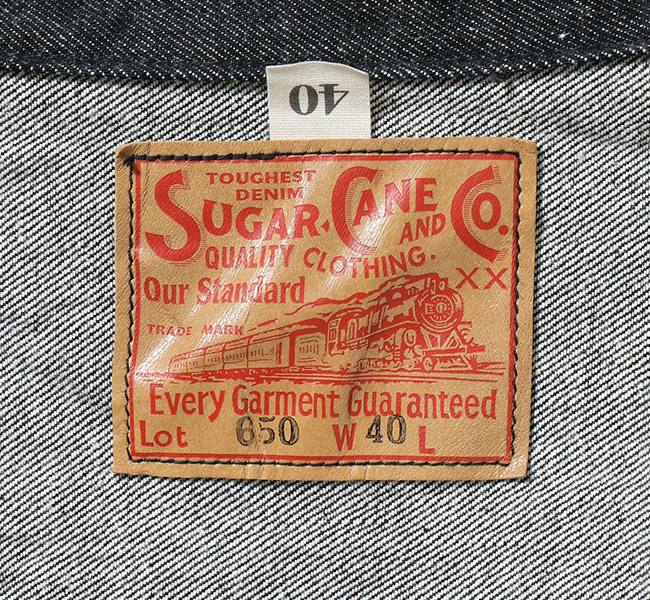 40
TOUGHEST
DENIM
SUGAR CANE CO.
AND
QUALITY CLOTHING.
XX
Our Standard
TRADE MARK
Every Garment Guaranteed
Lot 650 W 40 L